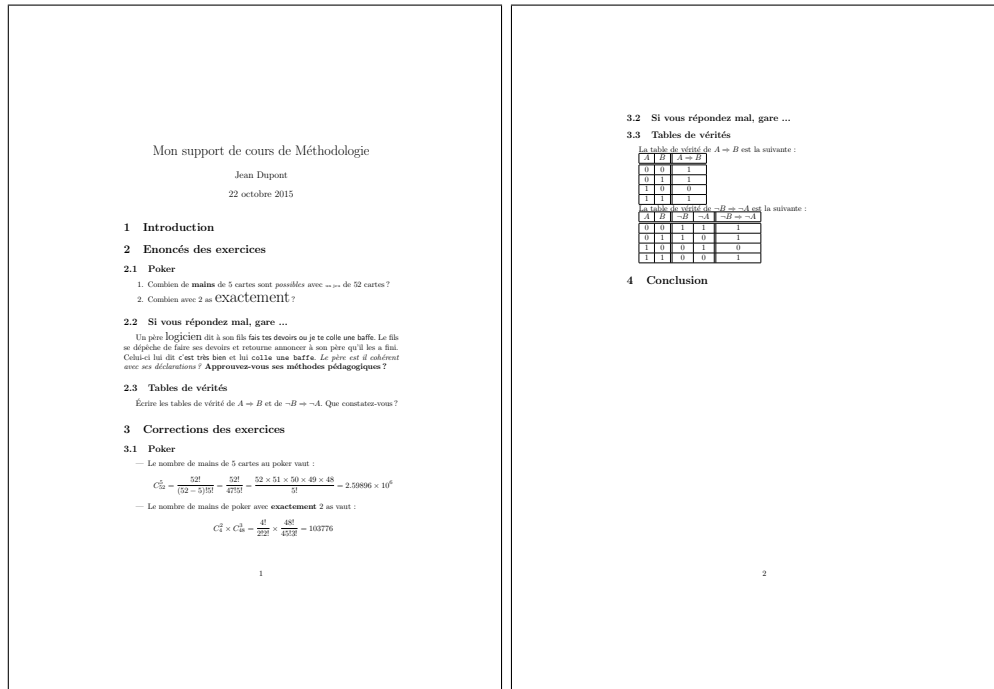 Mon support de cours de Méthodologie
Jean Dupont
22 octobre 2015
1 Introduction
2 Enoncés des exercices
2.1 Poker
1. Combien de mains de 5 cartes sont possibles avec de 52 cartes ?
2. Combien avec 2 as exactement ?
2.2 Si vous répondez mal, gare ...
Un père logicien dit à son fils fais tes devoirs ou je te colle une baffe. Le fils
se dépêche de faire ses devoirs et retourne annoncer à son père qu'il les a fini.
Celui-ci lui dit c'est très bien et lui colle une baffe. Le père est il cohérent
avec ses déclarations ? Approuvez-vous ses méthodes pédagogiques ?
2.3 Tables de vérités
Écrire les tables de vérité de A ⇒ B et de ¬B ⇒ ¬A. Que constatez-vous ?
3 Corrections des exercices
3.1 Poker
— Le nombre de mains de 5 cartes au poker vaut :
C_{52}^5 = 52! / (52 − 5)!5! = 52! / 47!5! = 52 × 51 × 50 × 49 × 48 / 5! = 2.59896 × 10^6
— Le nombre de mains de poker avec exactement 2 as vaut :
C_4^2 × C_{48}^3 = 4! / 2!2! × 48! / 45!3! = 103776
1
3.2 Si vous répondez mal, gare ...
3.3 Tables de vérités
La table de vérité de A ⇒ B est la suivante :
A B A ⇒ B
0 0 1
0 1 1
1 0 0
1 1 1
La table de vérité de ¬B ⇒ ¬A est la suivante :
A B ¬B ¬A ¬B ⇒ ¬A
0 0 1 1 1
0 1 1 0 1
1 0 0 1 0
1 1 0 0 1
4 Conclusion
2